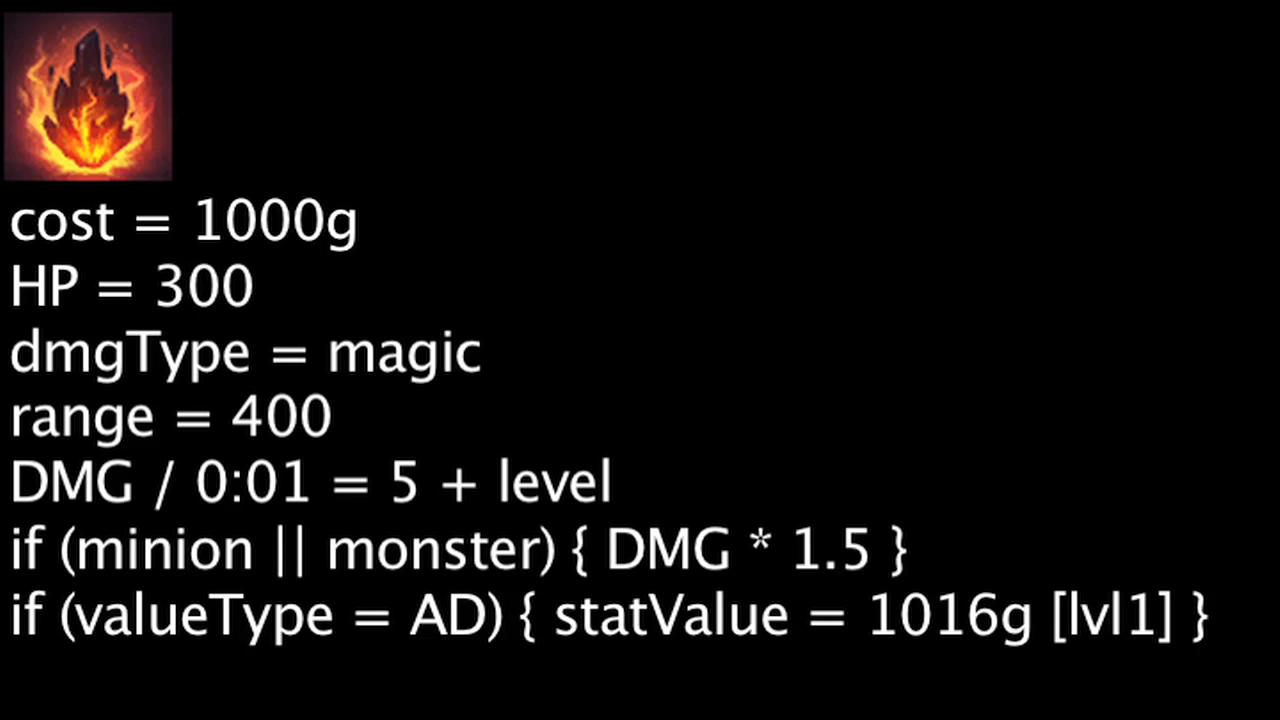 cost = 1000g
HP = 300
dmgType = magic
range = 400
DMG / 0:01 = 5 + level
if (minion || monster) { DMG * 1.5 }
if (valueType = AD) { statValue = 1016g [lvl1] }